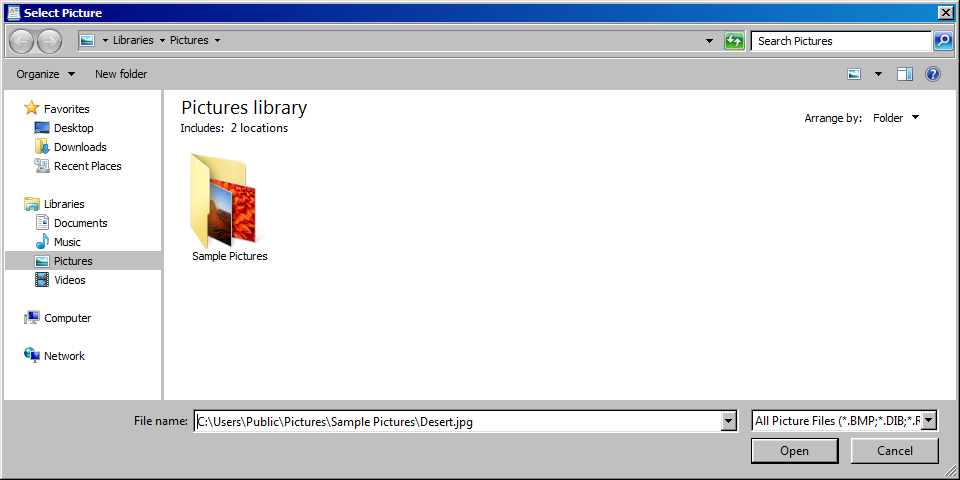 Select Picture
Libraries Pictures
Search Pictures
Organize New folder
Favorites
Desktop
Downloads
Recent Places
Libraries
Documents
Music
Pictures
Videos
Computer
Network
Pictures library
Includes: 2 locations
Arrange by: Folder
Sample Pictures
File name: C:\Users\Public\Pictures\Sample Pictures\Desert.jpg
All Picture Files (*.BMP;*.DIB;*.R
Open Cancel